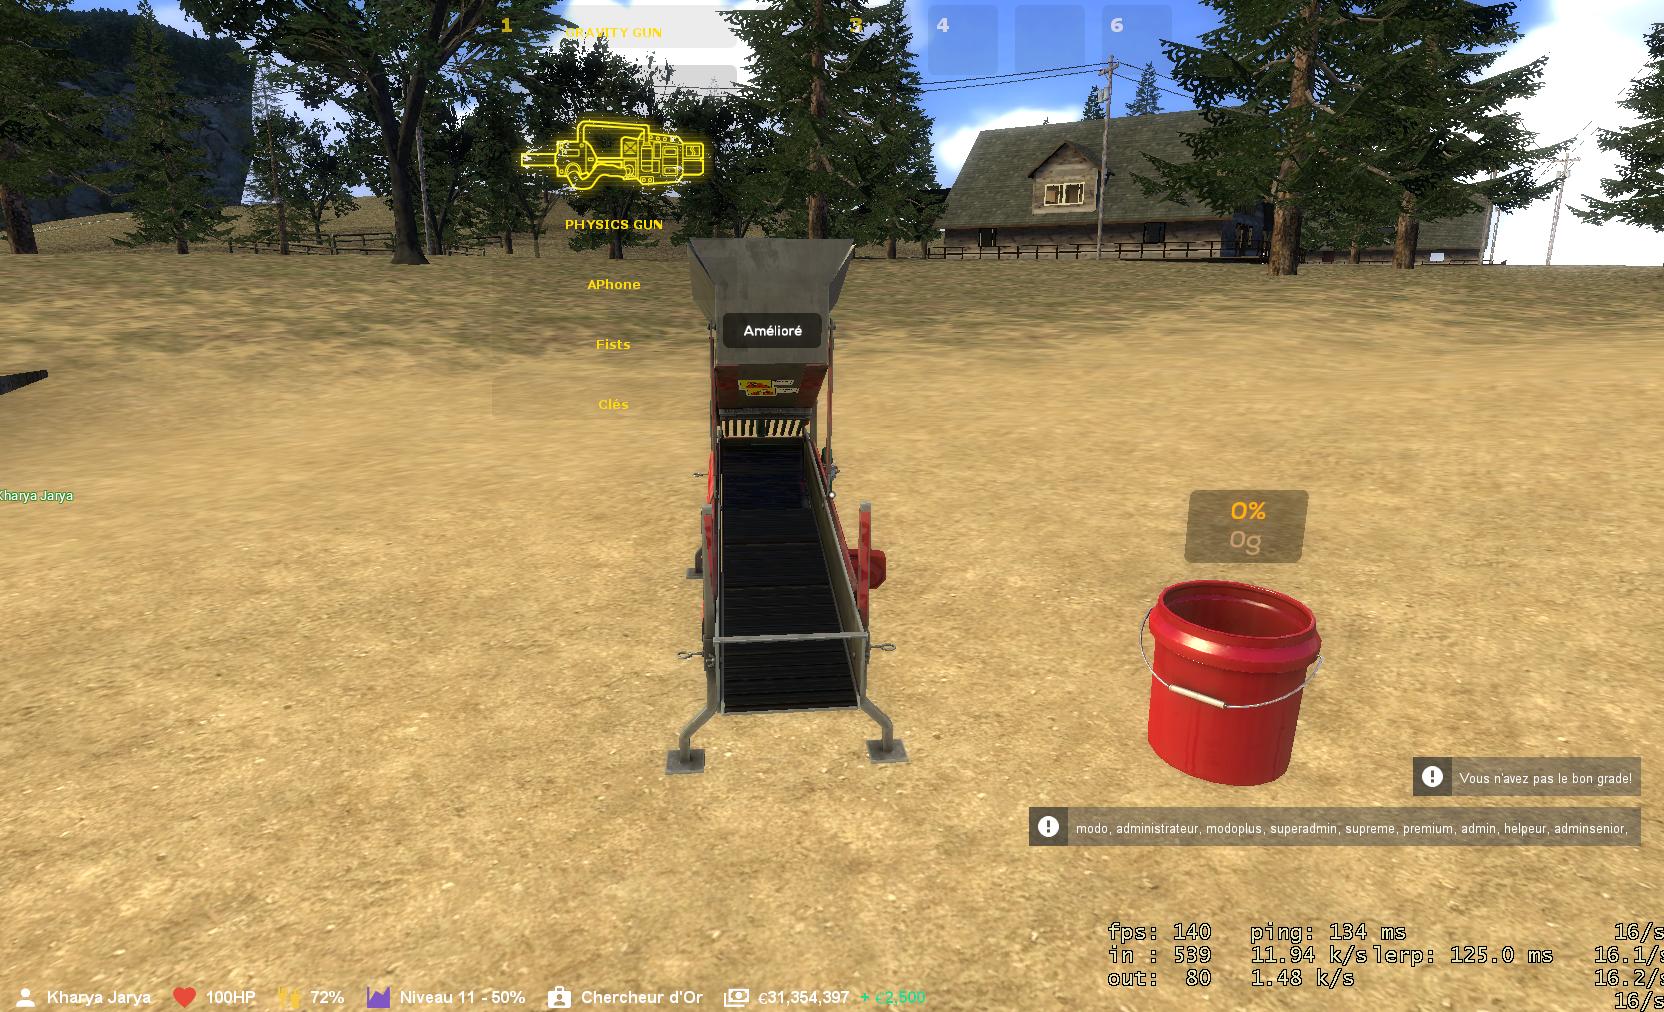 1
GRAVITY GUN
3
4
6
PHYSICS GUN
APhone
Amélioré
Fists
Clés
Kharya Jarya
0%
0g
Vous n'avez pas le bon grade!
modo, administrateur, modoplus, superadmin, supreme, premium, admin, helpeur, adminsenior,
fps: 140 ping: 134 ms 16/s
in : 539 11.94 k/s lerp: 125.0 ms 16.1/s
out: 80 1.48 k/s 16.2/s
16/s
Kharya Jarya 100HP 72% Niveau 11 - 50% Chercheur d'Or €31,354,397 + €2,500